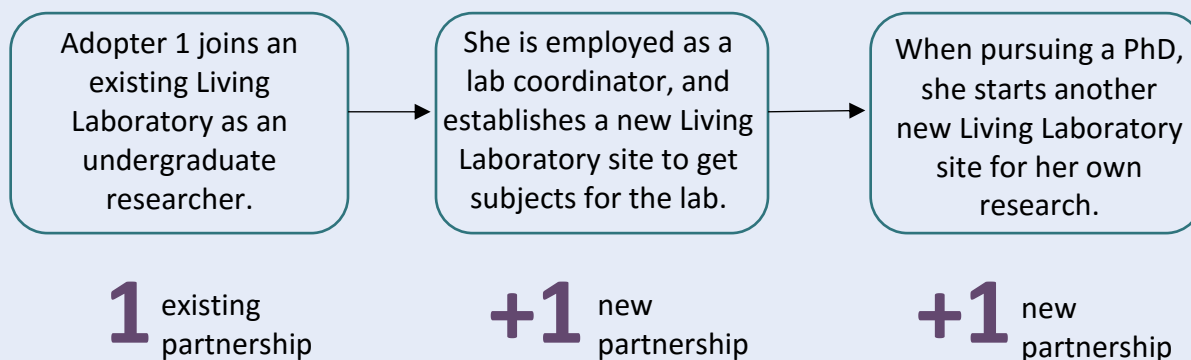 Adopter 1 joins an
existing Living
Laboratory as an
undergraduate
researcher.
She is employed as a
lab coordinator, and
establishes a new Living
Laboratory site to get
subjects for the lab.
When pursuing a PhD,
she starts another
new Living Laboratory
site for her own
research.
1 existing
partnership
+1 new
partnership
+1 new
partnership